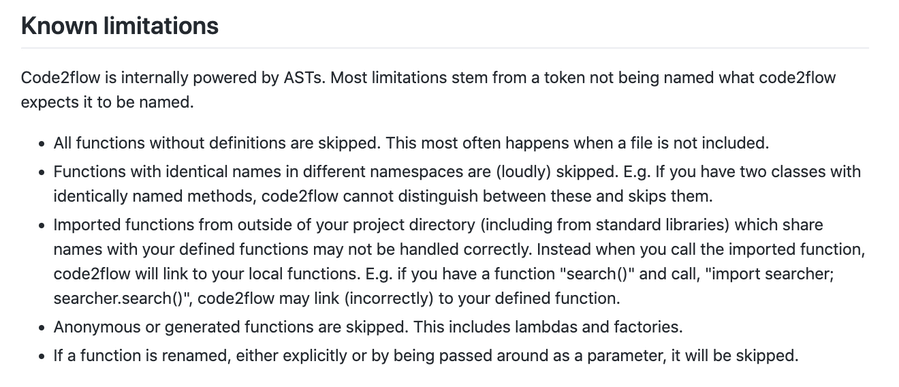 Known limitations
Code2flow is internally powered by ASTs. Most limitations stem from a token not being named what code2flow
expects it to be named.
• All functions without definitions are skipped. This most often happens when a file is not included.
• Functions with identical names in different namespaces are (loudly) skipped. E.g. If you have two classes with
identically named methods, code2flow cannot distinguish between these and skips them.
• Imported functions from outside of your project directory (including from standard libraries) which share
names with your defined functions may not be handled correctly. Instead when you call the imported function,
code2flow will link to your local functions. E.g. if you have a function "search()" and call, "import searcher;
searcher.search()", code2flow may link (incorrectly) to your defined function.
• Anonymous or generated functions are skipped. This includes lambdas and factories.
• If a function is renamed, either explicitly or by being passed around as a parameter, it will be skipped.